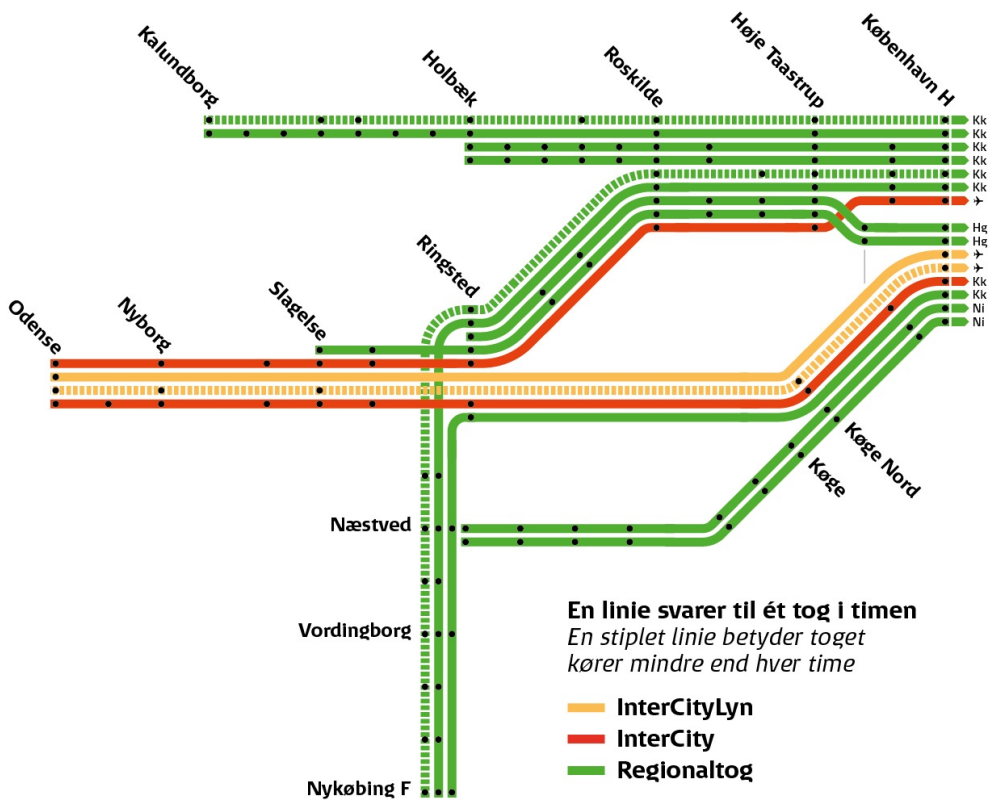 Kalundborg
Holbæk
Roskilde
Høje Taastrup
København H
Kk
Kk
Kk
Kk
Kk
Kk
Hg
Hg
Kk
Kk
Ni
Ni
Odense
Nyborg
Slagelse
Ringsted
Køge Nord
Køge
Næstved
Vordingborg
Nykøbing F
En linie svarer til ét tog i timen
En stiplet linie betyder toget
kører mindre end hver time
InterCityLyn
InterCity
Regionaltog